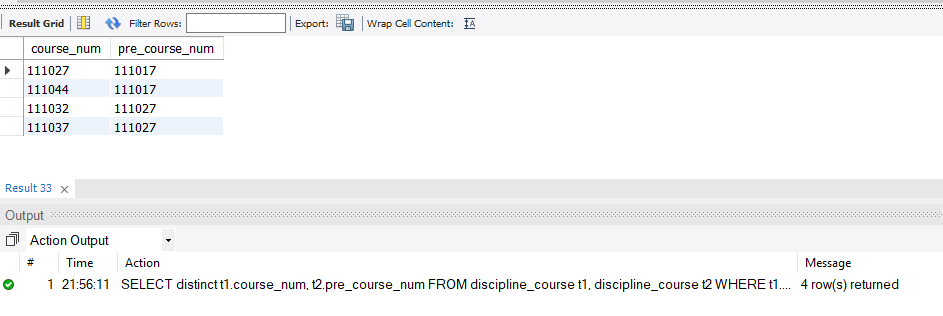 Result Grid Filter Rows: Export: Wrap Cell Content: IA
course_num pre_course_num
111027 111017
111044 111017
111032 111027
111037 111027
Result 33 ×
Output
Action Output
# Time Action Message
1 21:56:11 SELECT distinct t1.course_num, t2.pre_course_num FROM discipline_course t1, discipline_course t2 WHERE t1.... 4 row(s) returned